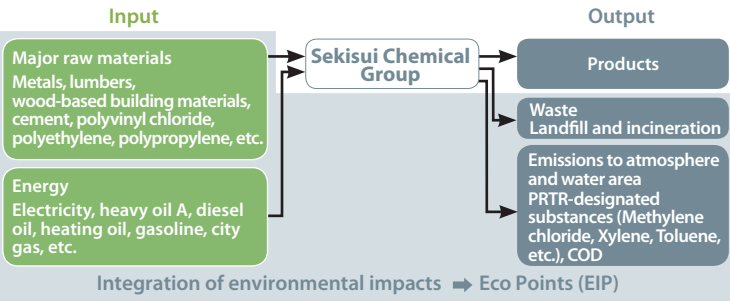 Input
Output
Major raw materials
Metals, lumbers,
wood-based building materials,
cement, polyvinyl chloride,
polyethylene, polypropylene, etc.
Energy
Electricity, heavy oil A, diesel
oil, heating oil, gasoline, city
gas, etc.
Sekisui Chemical
Group
Products
Waste
Landfill and incineration
Emissions to atmosphere
and water area
PRTR-designated
substances (Methylene
chloride, Xylene, Toluene,
etc.), COD
Integration of environmental impacts ➡ Eco Points (EIP)